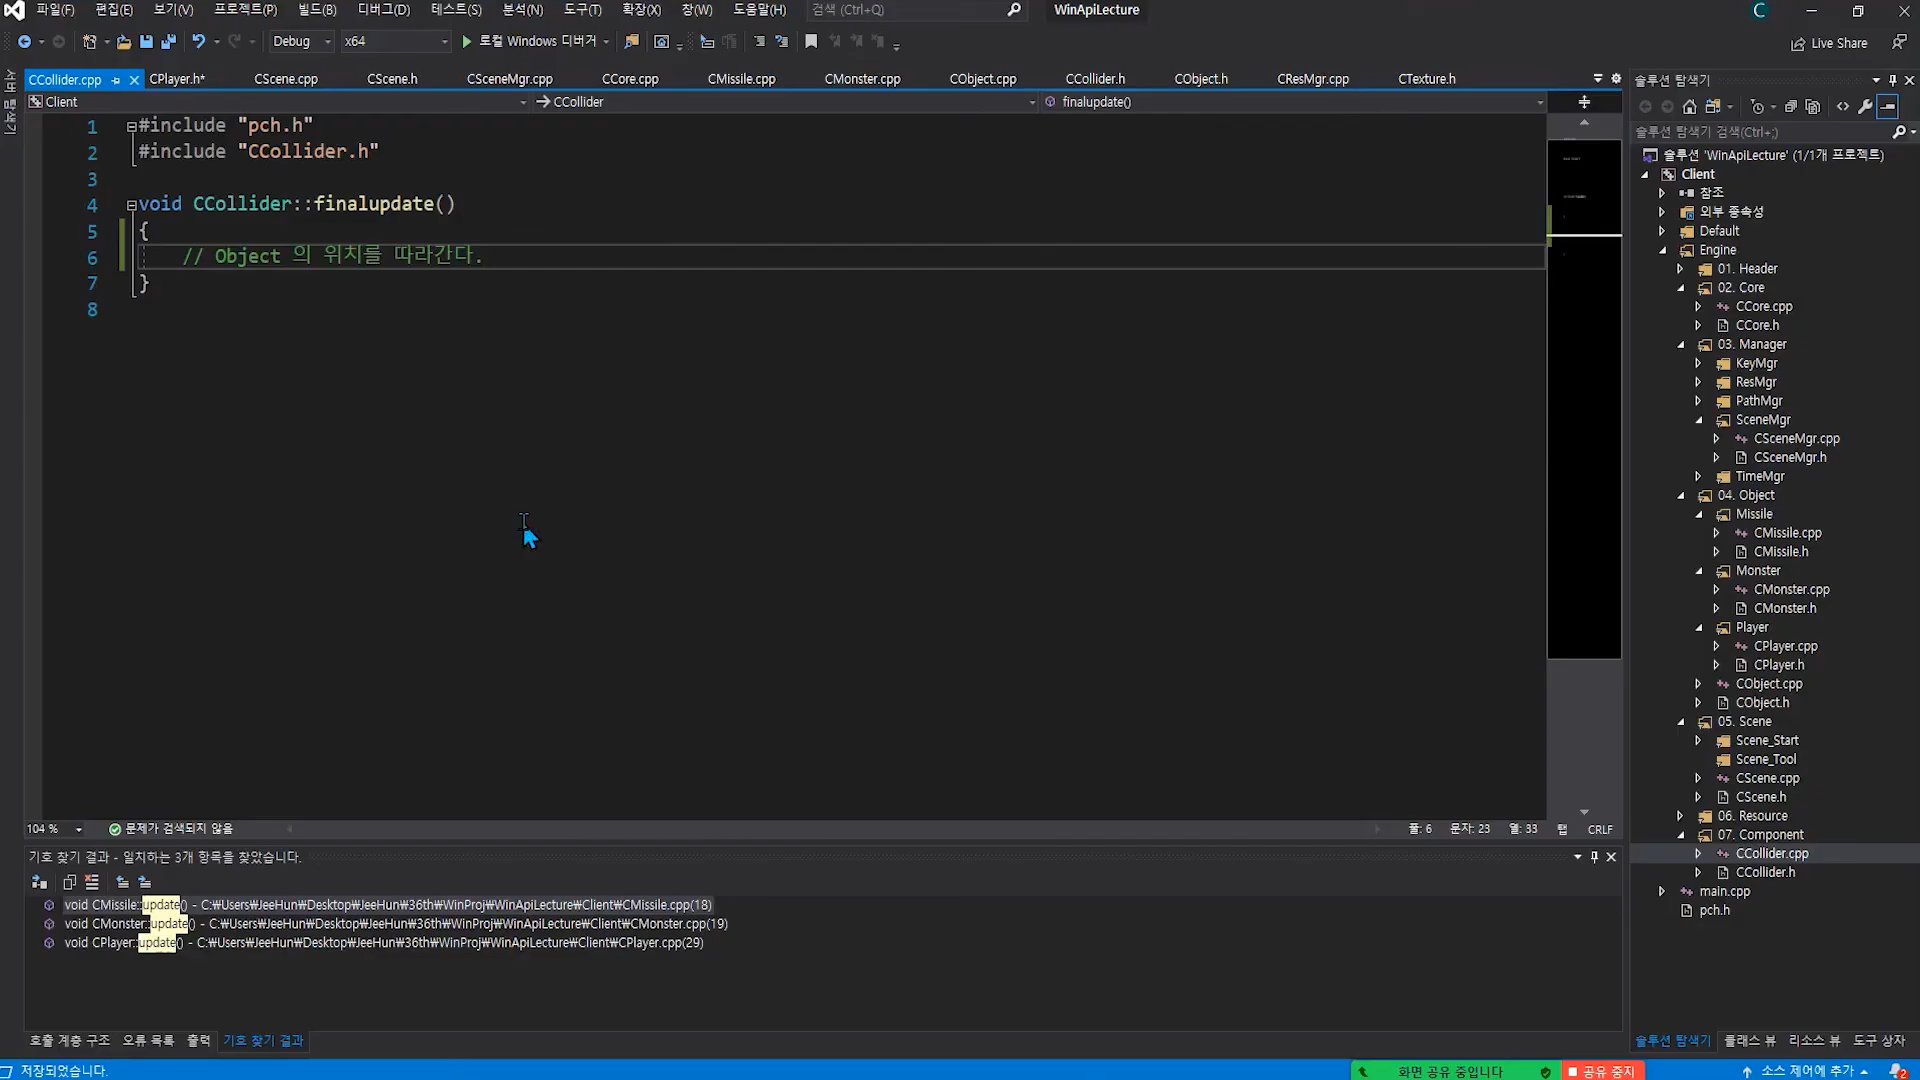 파일(F) 편집(E) 보기(V) 프로젝트(P) 빌드(B) 디버그(D) 테스트(S) 분석(N) 도구(T) 확장(X) 창(W) 도움말(H) 검색 (Ctrl+Q) WinApiLecture C
Debug x64 로컬 Windows 디버거 Live Share
CCollider.cpp CPlayer.h* CScene.cpp CScene.h CSceneMgr.cpp CCore.cpp CMissile.cpp CMonster.cpp CObject.cpp CCollider.h CObject.h CResMgr.cpp CTexture.h
Client CCollider finalupdate()
1 #include "pch.h"
2 #include "CCollider.h"
3
4 void CCollider::finalupdate()
5 {
6 // Object 의 위치를 따라간다.
7 }
8
104 % 문제가 검색되지 않음 줄: 6 문자: 23 열: 33 탭 CRLF
기호 찾기 결과 - 일치하는 3개 항목을 찾았습니다.
void CMissile::update() - C:₩Users₩JeeHun₩Desktop₩JeeHun₩36th₩WinProj₩WinApiLecture₩Client₩CMissile.cpp(18)
void CMonster::update() - C:₩Users₩JeeHun₩Desktop₩JeeHun₩36th₩WinProj₩WinApiLecture₩Client₩CMonster.cpp(19)
void CPlayer::update() - C:₩Users₩JeeHun₩Desktop₩JeeHun₩36th₩WinProj₩WinApiLecture₩Client₩CPlayer.cpp(29)
호출 계층 구조 오류 목록 출력 기호 찾기 결과
서버 탐색기
솔루션 탐색기
솔루션 탐색기 검색(Ctrl+;)
솔루션 'WinApiLecture' (1/1개 프로젝트)
Client
참조
외부 종속성
Default
Engine
01. Header
02. Core
CCore.cpp
CCore.h
03. Manager
KeyMgr
ResMgr
PathMgr
SceneMgr
CSceneMgr.cpp
CSceneMgr.h
TimeMgr
04. Object
Missile
CMissile.cpp
CMissile.h
Monster
CMonster.cpp
CMonster.h
Player
CPlayer.cpp
CPlayer.h
CObject.cpp
CObject.h
05. Scene
Scene_Start
Scene_Tool
CScene.cpp
CScene.h
06. Resource
07. Component
CCollider.cpp
CCollider.h
main.cpp
pch.h
솔루션 탐색기 클래스 뷰 리소스 뷰 도구 상자
저장되었습니다. 화면 공유 중입니다 공유 중지 소스 제어에 추가 2